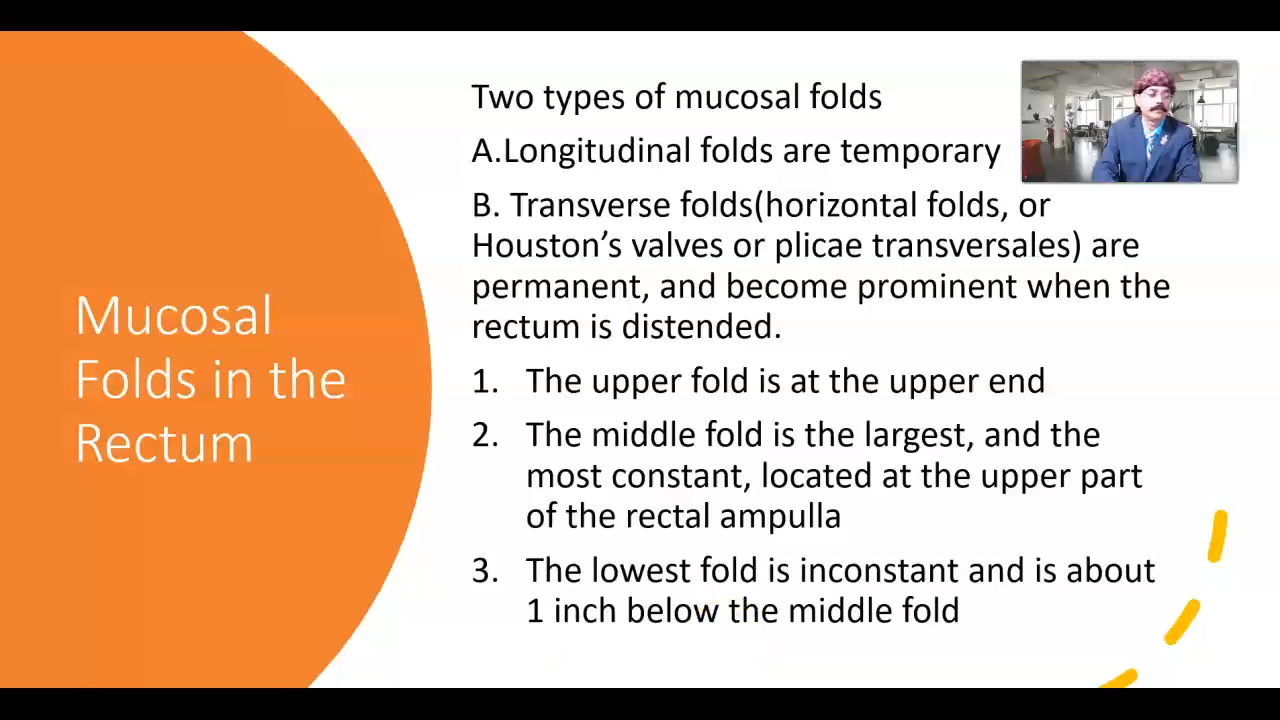 Mucosal
Folds in the
Rectum
Two types of mucosal folds
A.Longitudinal folds are temporary
B. Transverse folds(horizontal folds, or
Houston’s valves or plicae transversales) are
permanent, and become prominent when the
rectum is distended.
1. The upper fold is at the upper end
2. The middle fold is the largest, and the
most constant, located at the upper part
of the rectal ampulla
3. The lowest fold is inconstant and is about
1 inch below the middle fold